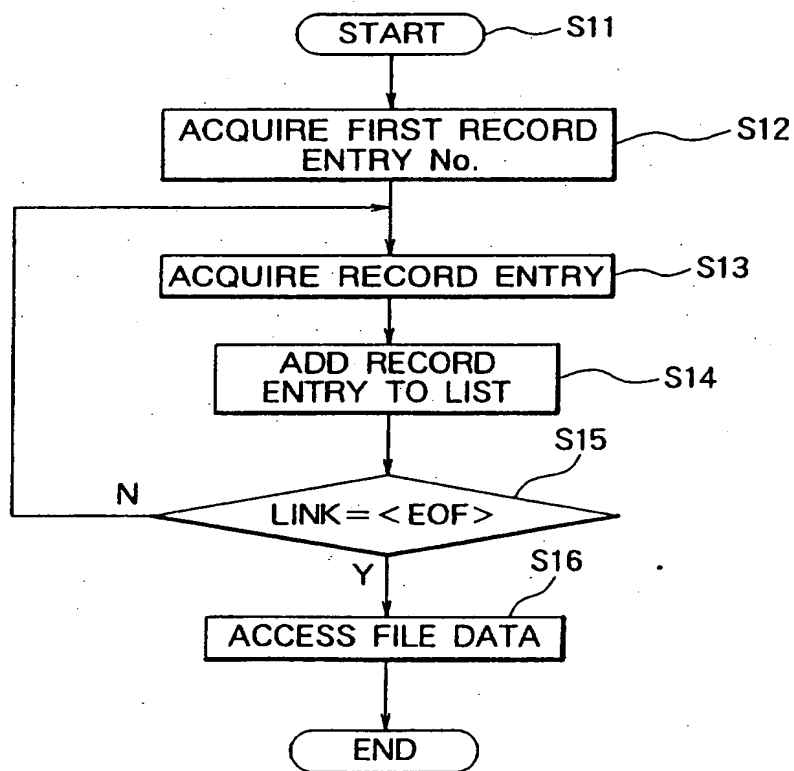 START
S11
ACQUIRE FIRST RECORD
ENTRY No.
S12
ACQUIRE RECORD ENTRY
S13
ADD RECORD
ENTRY TO LIST
S14
S15
N
LINK=<EOF>
Y
S16
ACCESS FILE DATA
END